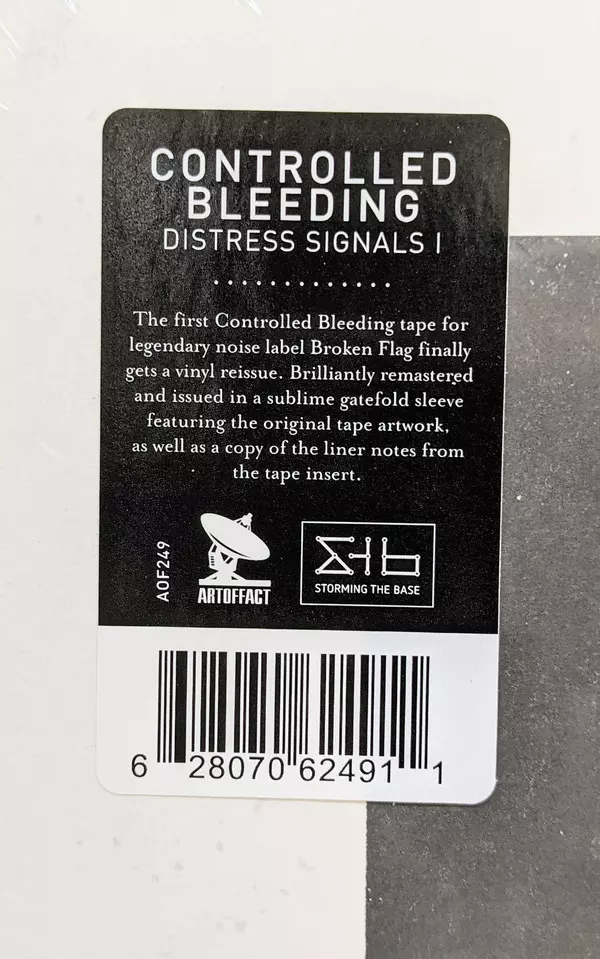 CONTROLLED
BLEEDING
DISTRESS SIGNALS I
The first Controlled Bleeding tape for
legendary noise label Broken Flag finally
gets a vinyl reissue. Brilliantly remastered
and issued in a sublime gatefold sleeve
featuring the original tape artwork,
as well as a copy of the liner notes from
the tape insert.
AOF249
ARTOFFACT
STORMING THE BASE
6 28070 62491 1